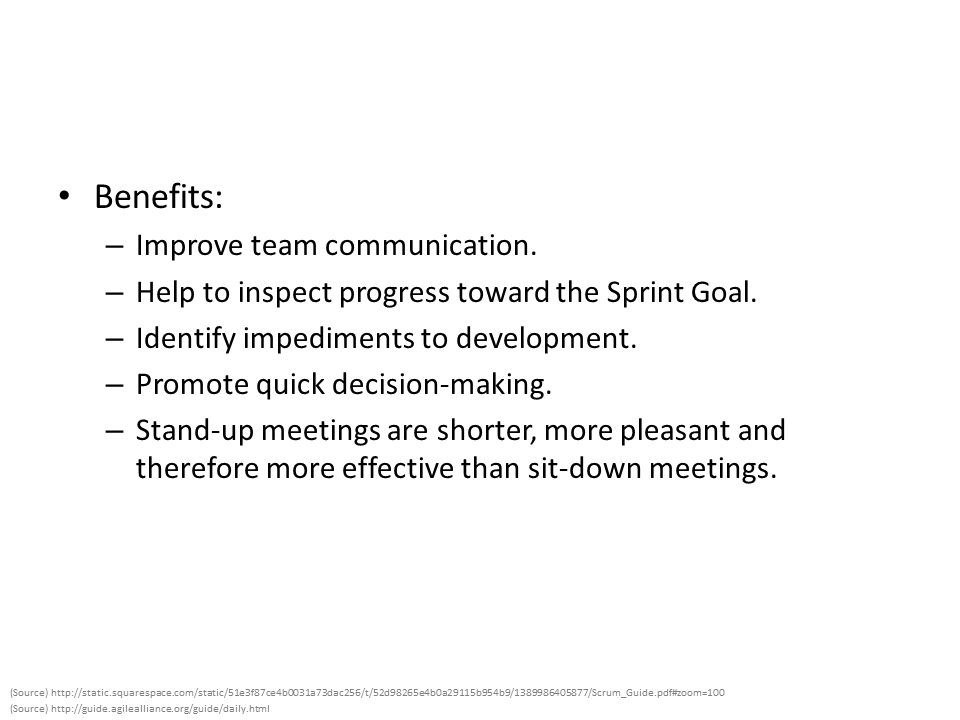 • Benefits:
– Improve team communication.
– Help to inspect progress toward the Sprint Goal.
– Identify impediments to development.
– Promote quick decision-making.
– Stand-up meetings are shorter, more pleasant and
therefore more effective than sit-down meetings.
(Source) http://static.squarespace.com/static/51e3f87ce4b0031a73dac256/t/52d98265e4b0a29115b954b9/1389986405877/Scrum_Guide.pdf#zoom=100
(Source) http://guide.agilealliance.org/guide/daily.html